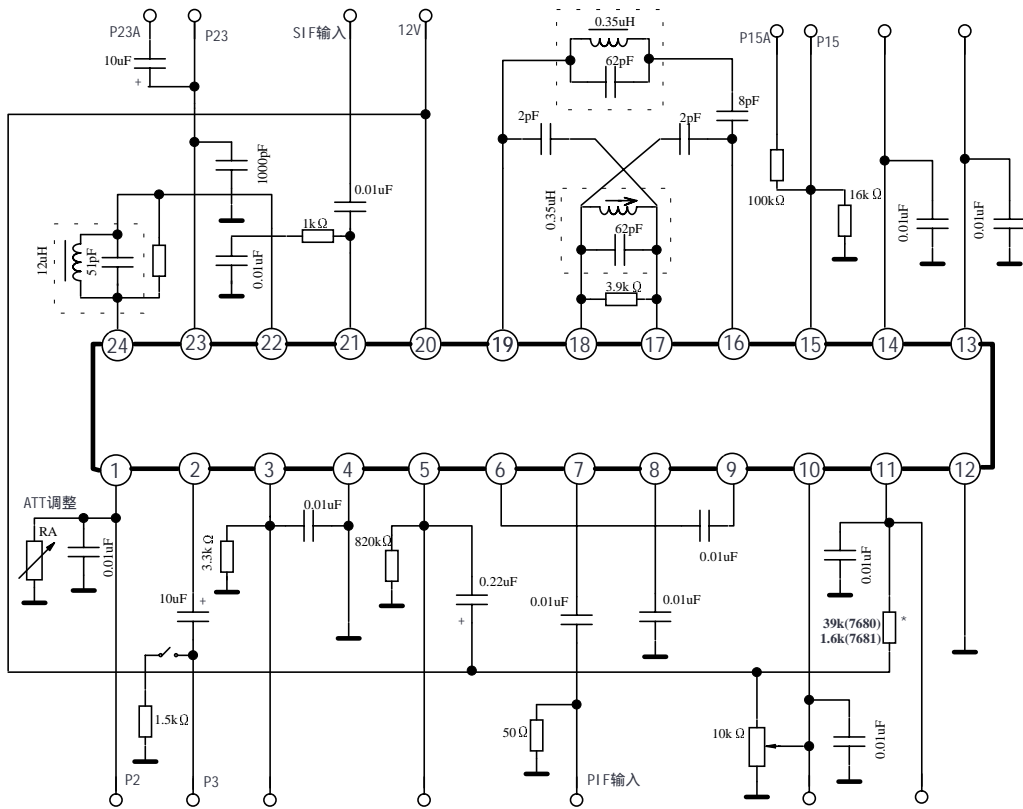 P23A
P23
SIF输入
12V
0.35uH
P15A
P15
10uF
+
62pF
8pF
2pF
2pF
1000pF
0.01uF
100kΩ
16kΩ
1kΩ
0.35uH
0.01uF
0.01uF
12uH
51pF
0.01uF
62pF
3.9kΩ
24
23
22
21
20
19
18
17
16
15
14
13
1
2
3
4
5
6
7
8
9
10
11
12
ATT调整
RA
0.01uF
3.3kΩ
0.01uF
820kΩ
0.01uF
0.01uF
10uF
+
0.22uF
+
0.01uF
0.01uF
39k(7680)
*
1.6k(7681)
1.5kΩ
50Ω
10kΩ
0.01uF
P2
P3
PIF输入